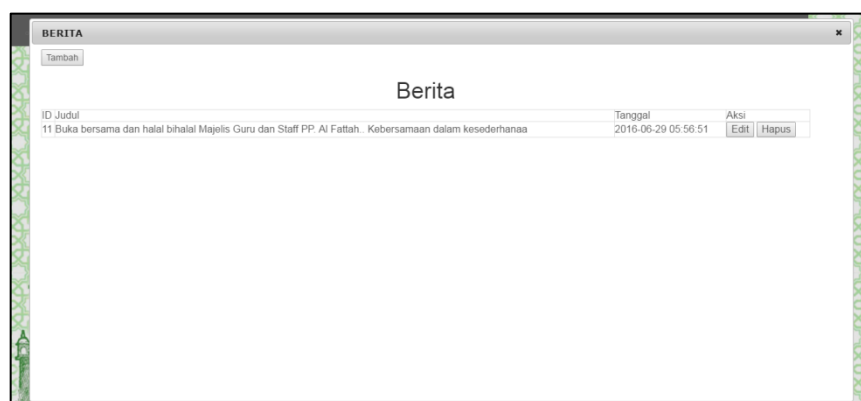 BERITA ×
Tambah
Berita
ID Judul Tanggal Aksi
11 Buka bersama dan halal bihalal Majelis Guru dan Staff PP. Al Fattah.. Kebersamaan dalam kesederhanaa 2016-06-29 05:56:51 Edit Hapus